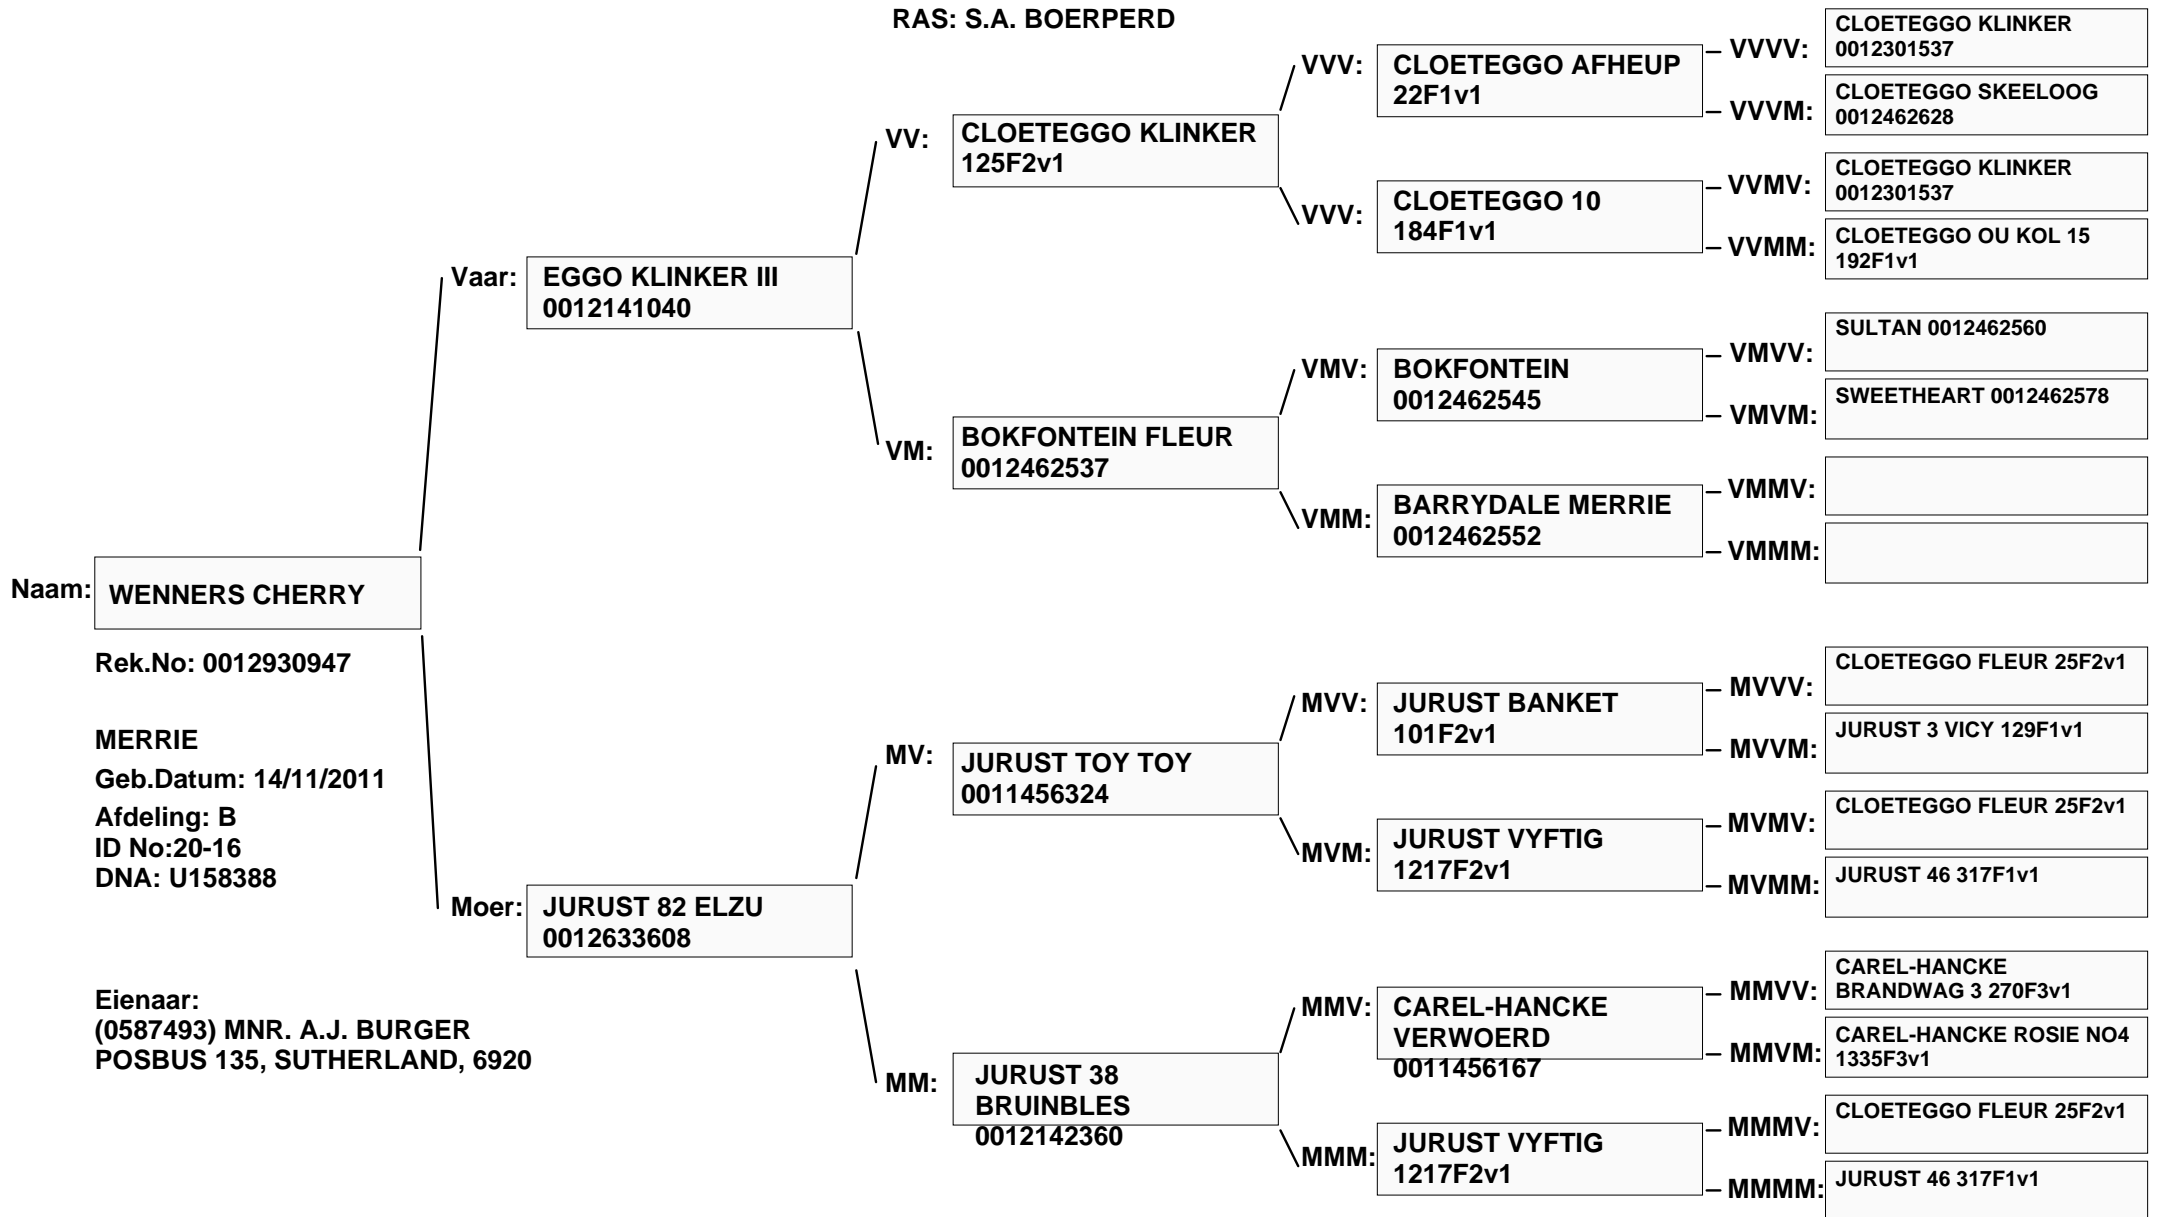 RAS: S.A. BOERPERD
Naam:
WENNERS CHERRY
Rek.No: 0012930947
MERRIE
Geb.Datum: 14/11/2011
Afdeling: B
ID No:20-16
DNA: U158388
Eienaar:
(0587493) MNR. A.J. BURGER
POSBUS 135, SUTHERLAND, 6920
Vaar:
EGGO KLINKER III
0012141040
Moer:
JURUST 82 ELZU
0012633608
VV:
CLOETEGGO KLINKER
125F2v1
VM:
BOKFONTEIN FLEUR
0012462537
MV:
JURUST TOY TOY
0011456324
MM:
JURUST 38
BRUINBLES
0012142360
VVV:
CLOETEGGO AFHEUP
22F1v1
VVV:
CLOETEGGO 10
184F1v1
VMV:
BOKFONTEIN
0012462545
VMM:
BARRYDALE MERRIE
0012462552
MVV:
JURUST BANKET
101F2v1
MVM:
JURUST VYFTIG
1217F2v1
MMV:
CAREL-HANCKE
VERWOERD
0011456167
MMM:
JURUST VYFTIG
1217F2v1
VVVV:
CLOETEGGO KLINKER
0012301537
VVVM:
CLOETEGGO SKEELOOG
0012462628
VVMV:
CLOETEGGO KLINKER
0012301537
VVMM:
CLOETEGGO OU KOL 15
192F1v1
VMVV:
SULTAN 0012462560
VMVM:
SWEETHEART 0012462578
VMMV:
VMMM:
MVVV:
CLOETEGGO FLEUR 25F2v1
MVVM:
JURUST 3 VICY 129F1v1
MVMV:
CLOETEGGO FLEUR 25F2v1
MVMM:
JURUST 46 317F1v1
MMVV:
CAREL-HANCKE
BRANDWAG 3 270F3v1
MMVM:
CAREL-HANCKE ROSIE NO4
1335F3v1
MMMV:
CLOETEGGO FLEUR 25F2v1
MMMM:
JURUST 46 317F1v1